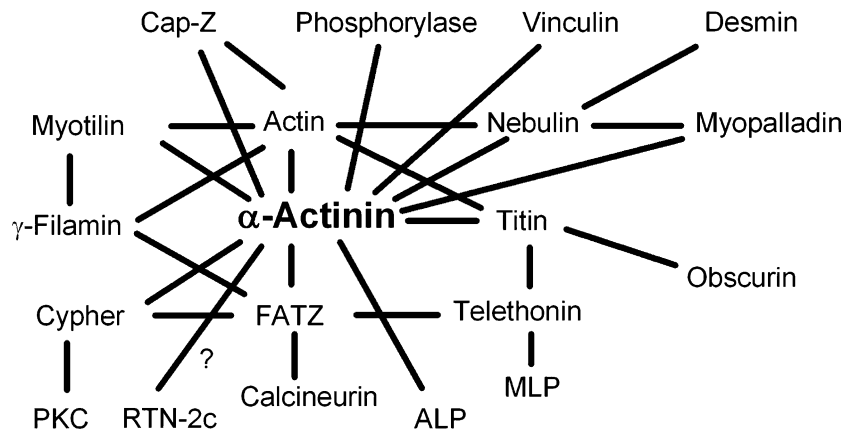 Cap-Z
Phosphorylase
Vinculin
Desmin
Myotilin
Actin
Nebulin
Myopalladin
γ-Filamin
α-Actinin
Titin
Obscurin
Cypher
FATZ
Telethonin
?
Calcineurin
MLP
PKC
RTN-2c
ALP